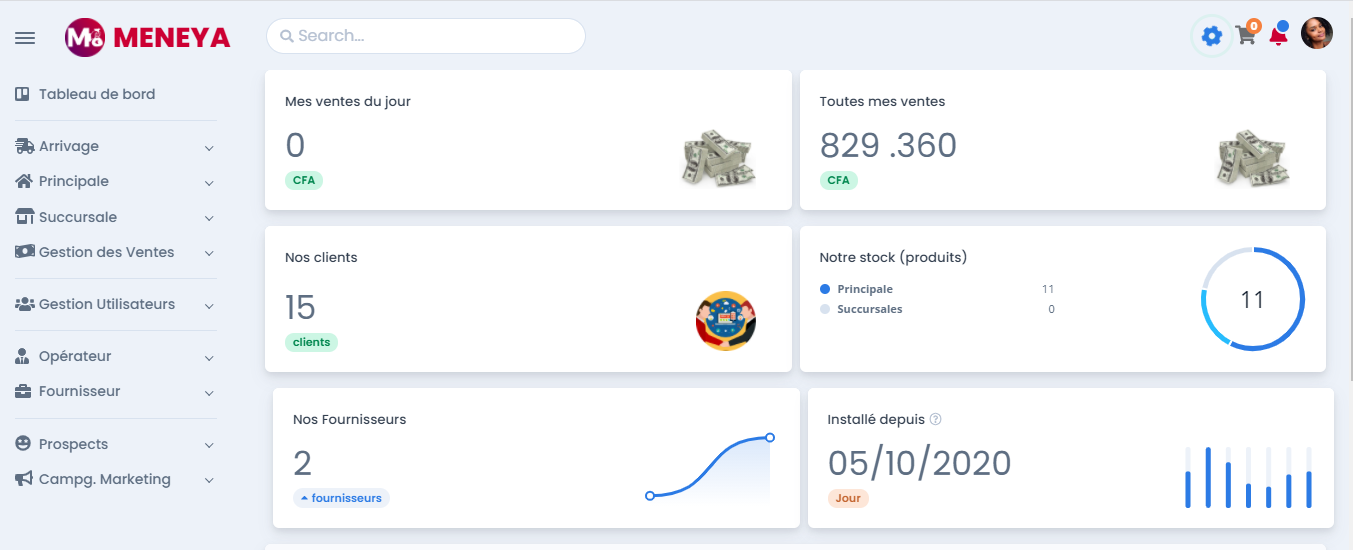 MENEYA
Search...
0
Tableau de bord
Arrivage
Principale
Succursale
Gestion des Ventes
Gestion Utilisateurs
Opérateur
Fournisseur
Prospects
Campg. Marketing
Mes ventes du jour
0
CFA
Toutes mes ventes
829 .360
CFA
Nos clients
15
clients
Notre stock (produits)
Principale 11
Succursales 0
11
Nos Fournisseurs
2
fournisseurs
Installé depuis
05/10/2020
Jour